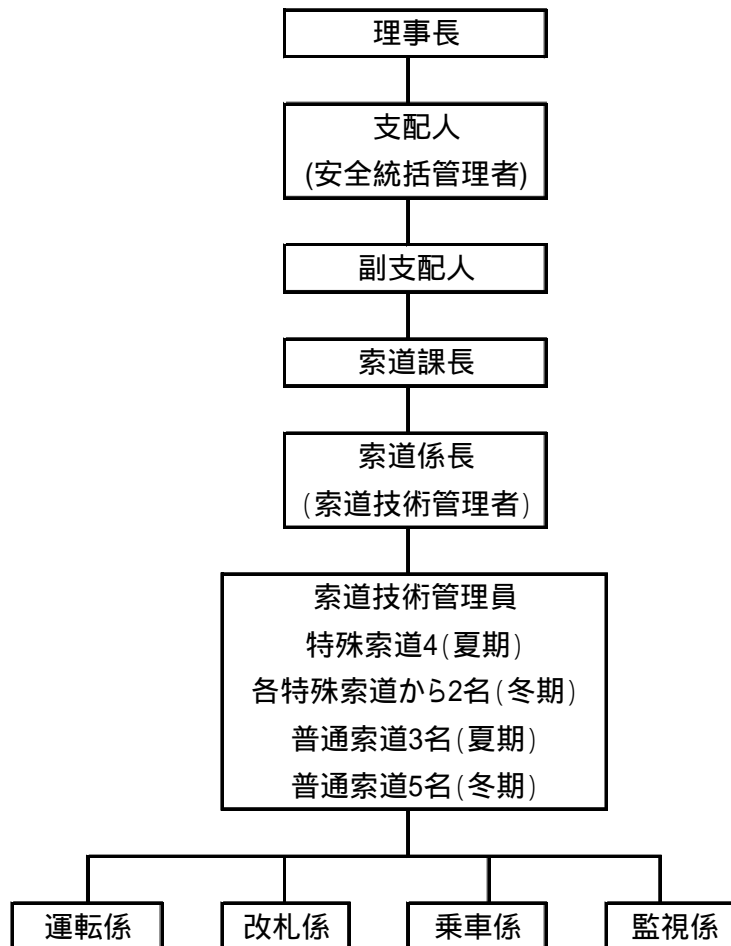 理事長
支配人
(安全統括管理者)
副支配人
索道課長
索道係長
(索道技術管理者)
索道技術管理員
特殊索道4(夏期)
各特殊索道から2名(冬期)
普通索道3名(夏期)
普通索道5名(冬期)
運転係 改札係 乗車係 監視係